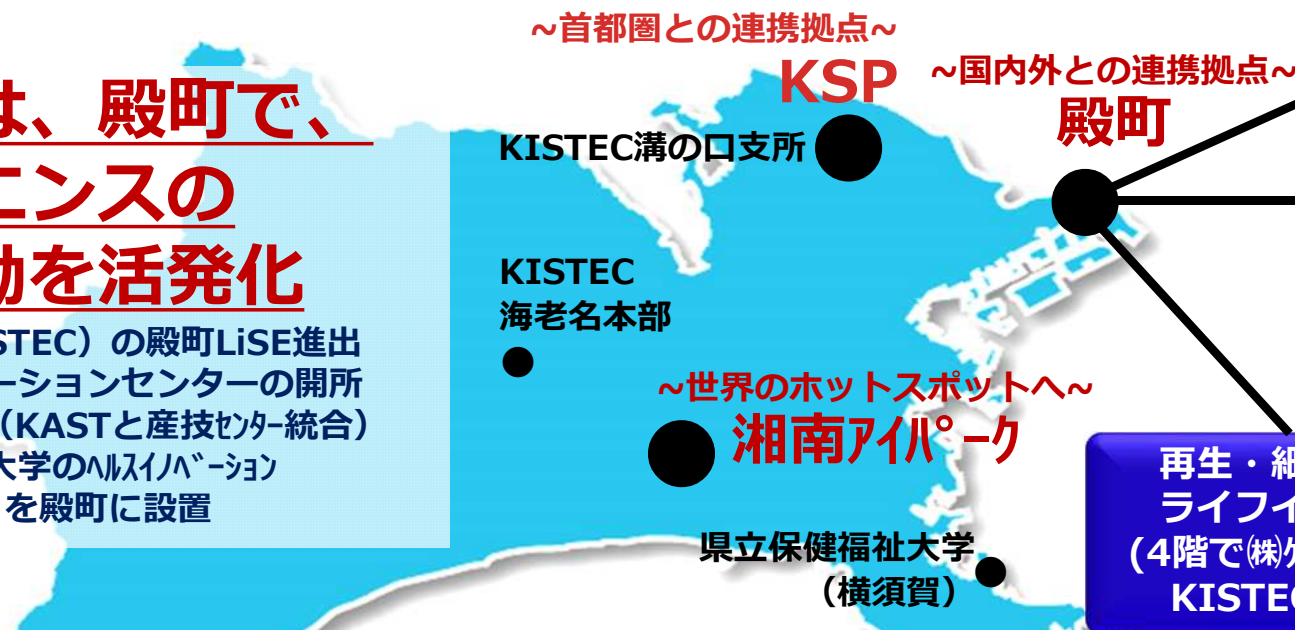 ~首都圏との連携拠点~
KSP
~国内外との連携拠点~
殿町
は、殿町で、
エンスの
動を活発化
STEC）の殿町LiSE進出
ーションセンターの開所
（KASTと産技ｾﾝﾀｰ統合）
大学のﾍﾙｽｲﾉﾍﾞｰｼｮﾝ
を殿町に設置
KISTEC溝の口支所
KISTEC
海老名本部
~世界のホットスポットへ~
湘南ｱｲﾊﾟｰｸ
県立保健福祉大学
（横須賀）
再生・細
ライフイ
(4階で㈱
KISTEC